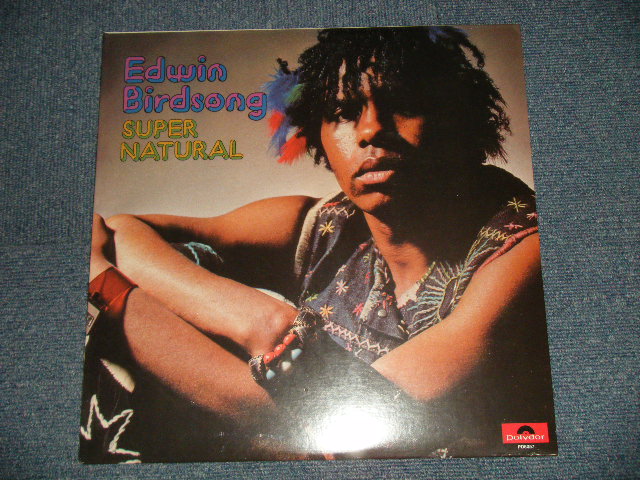 Edwin
Birdsong
SUPER
NATURAL
Polydor